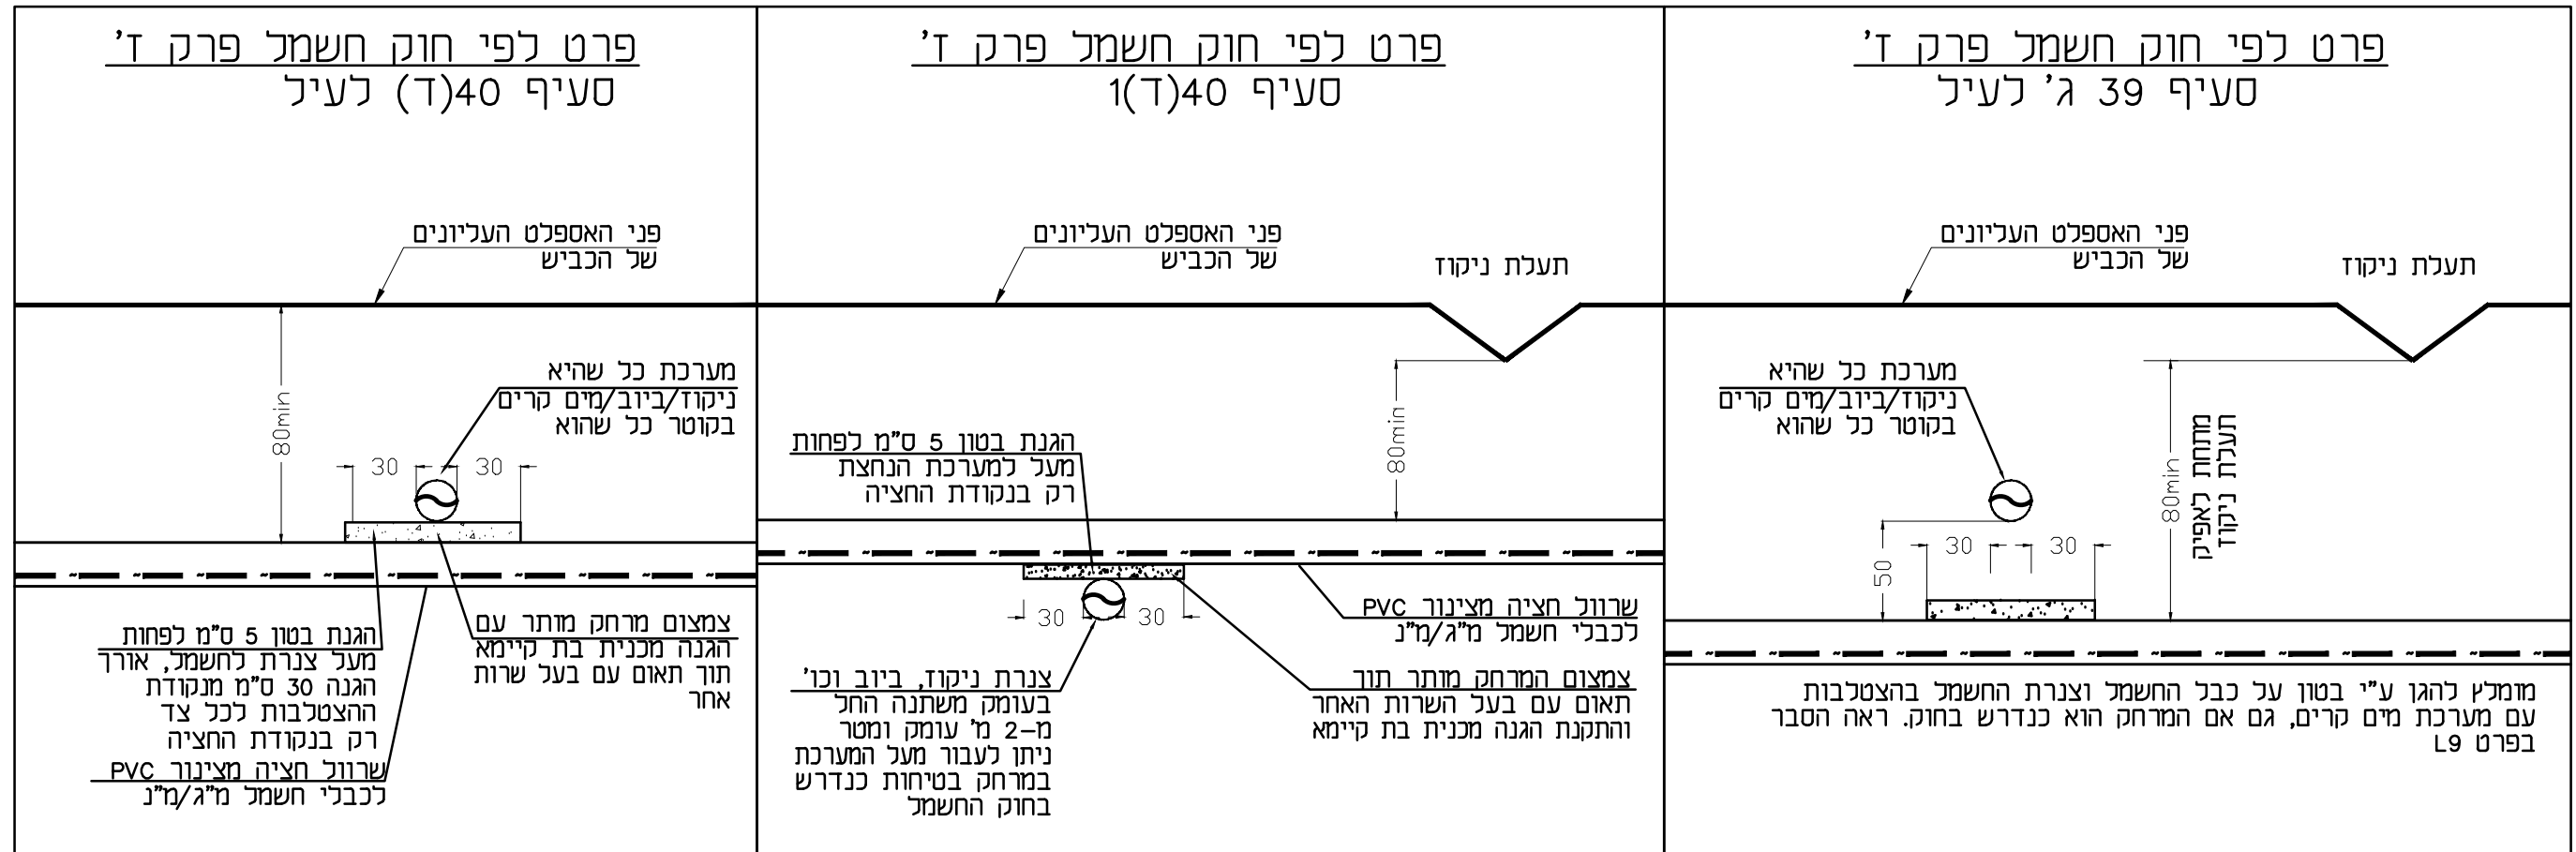 פרט לפי חוק חשמל פרק ז'
סעיף 39 ג' לעיל
פני האספלט העליונים
של הכביש
תעלת ניקוז
מערכת כל שהיא
ניקוז/ביוב/מים קרים
בקוטר כל שהוא
80min
מתחת לאפיק
תעלת ניקוז
50
30
30
מומלץ להגן ע"י בטון על כבל החשמל וצנרת החשמל בהצטלבות
עם מערכת מים קרים, גם אם המרחק הוא כנדרש בחוק. ראה הסבר
בפרט L9
פרט לפי חוק חשמל פרק ז'
סעיף 40(ד)1
פני האספלט העליונים
של הכביש
תעלת ניקוז
80min
הגנת בטון 5 ס"מ לפחות
מעל למערכת הנחצת
רק בנקודת החציה
30
30
שרוול חציה מצינור PVC
לכבלי חשמל מ"ג/מ"נ
צמצום המרחק מותר תוך
תאום עם בעל השרות האחר
והתקנת הגנה מכנית בת קיימא
צנרת ניקוז, ביוב וכו'
בעומק משתנה החל
מ-2 מ' עומק ומטר
ניתן לעבור מעל המערכת
במרחק בטיחות כנדרש
בחוק החשמל
פרט לפי חוק חשמל פרק ז'
סעיף 40(ד) לעיל
פני האספלט העליונים
של הכביש
80min
מערכת כל שהיא
ניקוז/ביוב/מים קרים
בקוטר כל שהוא
30
30
צמצום מרחק מותר עם
הגנה מכנית בת קיימא
תוך תאום עם בעל שרות
אחר
הגנת בטון 5 ס"מ לפחות
מעל צנרת לחשמל, אורך
הגנה 30 ס"מ מנקודת
ההצטלבות לכל צד
רק בנקודת החציה
שרוול חציה מצינור PVC
לכבלי חשמל מ"ג/מ"נ